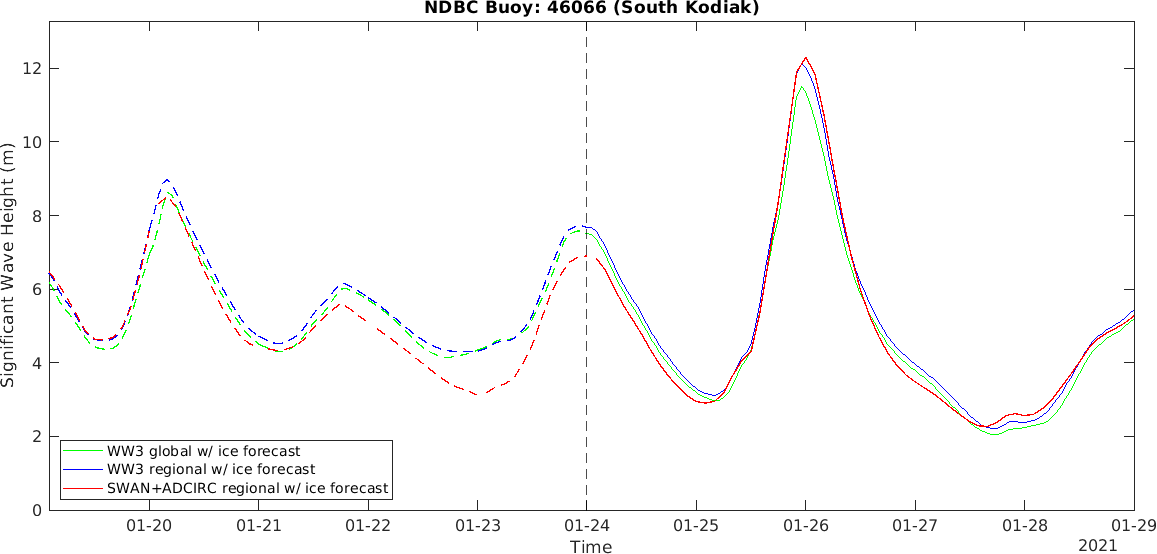 NDBC Buoy: 46066 (South Kodiak)
Significant Wave Height (m)
12
10
8
6
4
2
0
WW3 global w/ ice forecast
WW3 regional w/ ice forecast
SWAN+ADCIRC regional w/ ice forecast
01-20 01-21 01-22 01-23 01-24 01-25 01-26 01-27 01-28 01-29
Time
2021